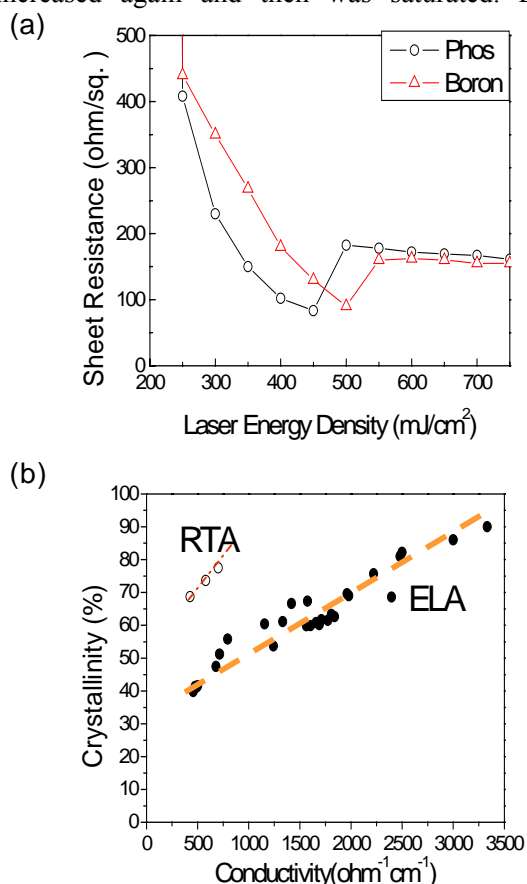 increased again and then was saturated.
(a)
500
400
300
200
100
0
Sheet Resistance (ohm/sq. )
Phos
Boron
200 300 400 500 600 700
Laser Energy Density (mJ/cm²)
(b)
100
90
80
70
60
50
40
30
20
10
0
Crystallinity (%)
RTA
ELA
0 500 1000 1500 2000 2500 3000 3500
Conductivity(ohm⁻¹cm⁻¹)